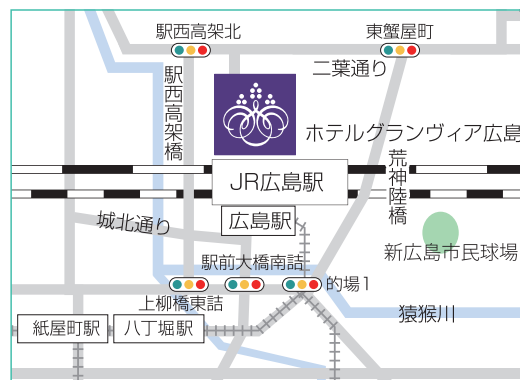 駅西高架北
東蟹屋町
二葉通り
駅西高架橋
ホテルグランヴィア広島
荒神陸橋
JR広島駅
広島駅
城北通り
新広島市民球場
駅前大橋南詰
的場1
上柳橋東詰
猿猴川
紙屋町駅
八丁堀駅